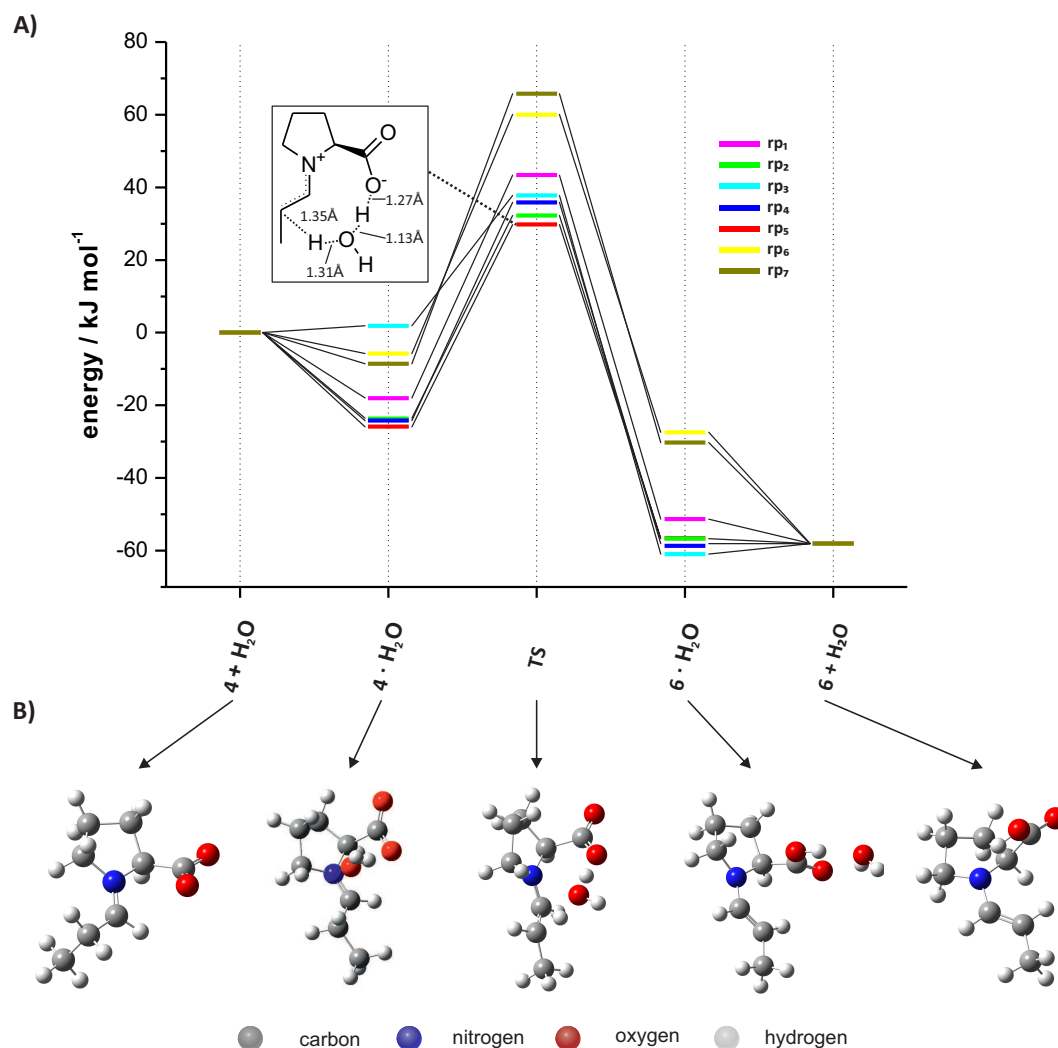 A)
energy / kJ mol⁻¹
80
60
40
20
0
-20
-40
-60
N⁺
O
O⁻
1.27Å
H
1.35Å
H
O
1.13Å
H
1.31Å
rp₁
rp₂
rp₃
rp₄
rp₅
rp₆
rp₇
4 + H₂O
4 · H₂O
TS
6 · H₂O
6 + H₂O
B)
carbon
nitrogen
oxygen
hydrogen